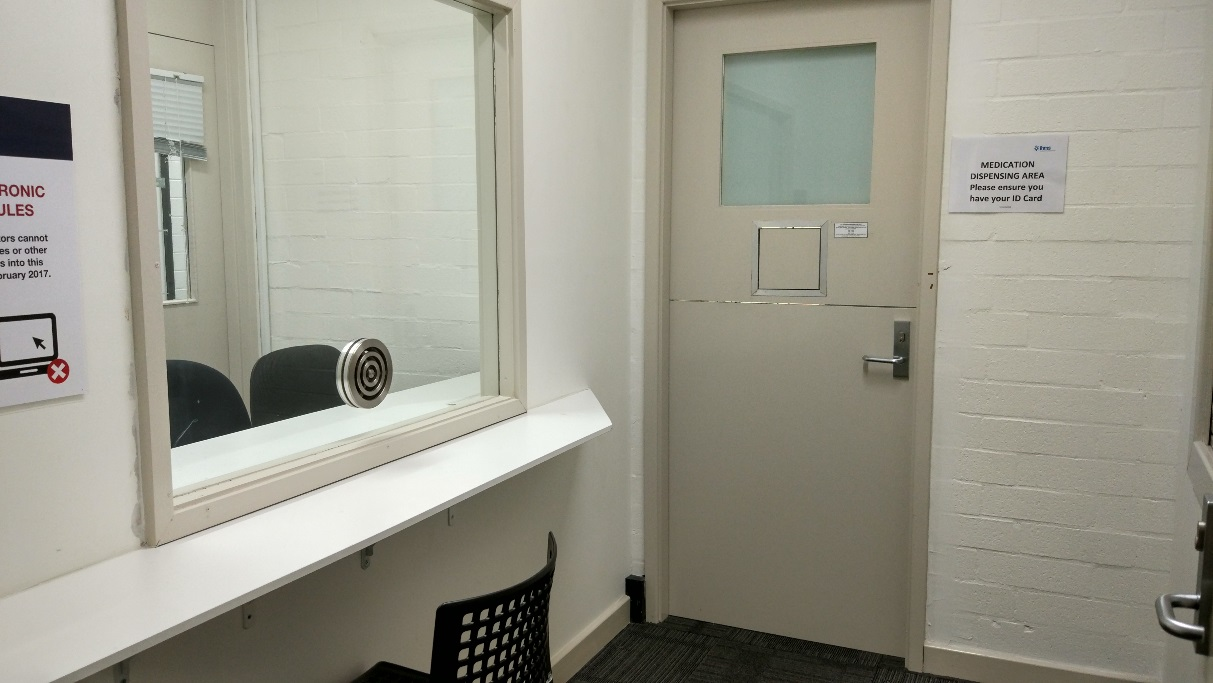 RONIC
ULES
tors cannot
es or other
s into this
bruary 2017.
ihms
MEDICATION
DISPENSING AREA
Please ensure you
have your ID Card